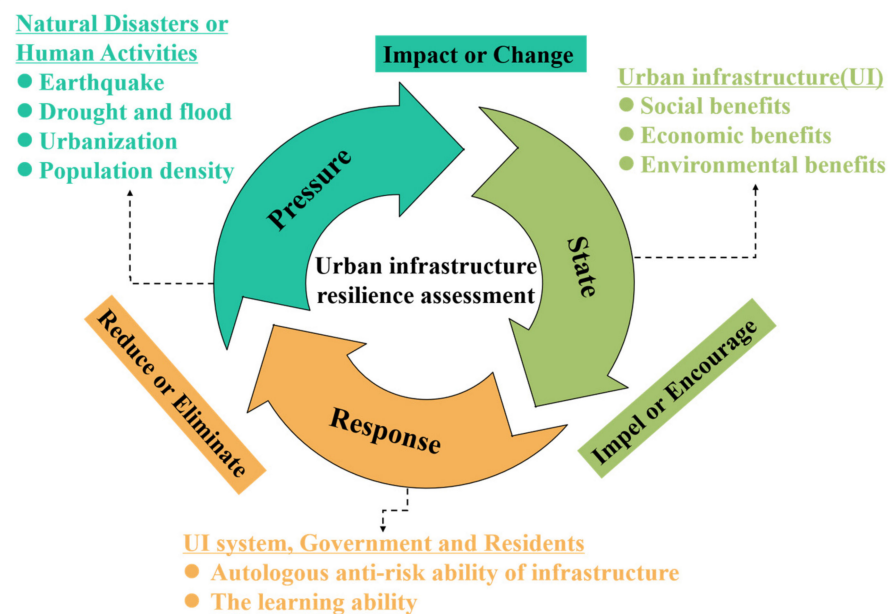 Natural Disasters or
Human Activities
● Earthquake
● Drought and flood
● Urbanization
● Population density
Impact or Change
Urban infrastructure(UI)
● Social benefits
● Economic benefits
● Environmental benefits
Pressure
State
Urban infrastructure
resilience assessment
Reduce or Eliminate
Impel or Encourage
Response
UI system, Government and Residents
● Autologous anti-risk ability of infrastructure
● The learning ability